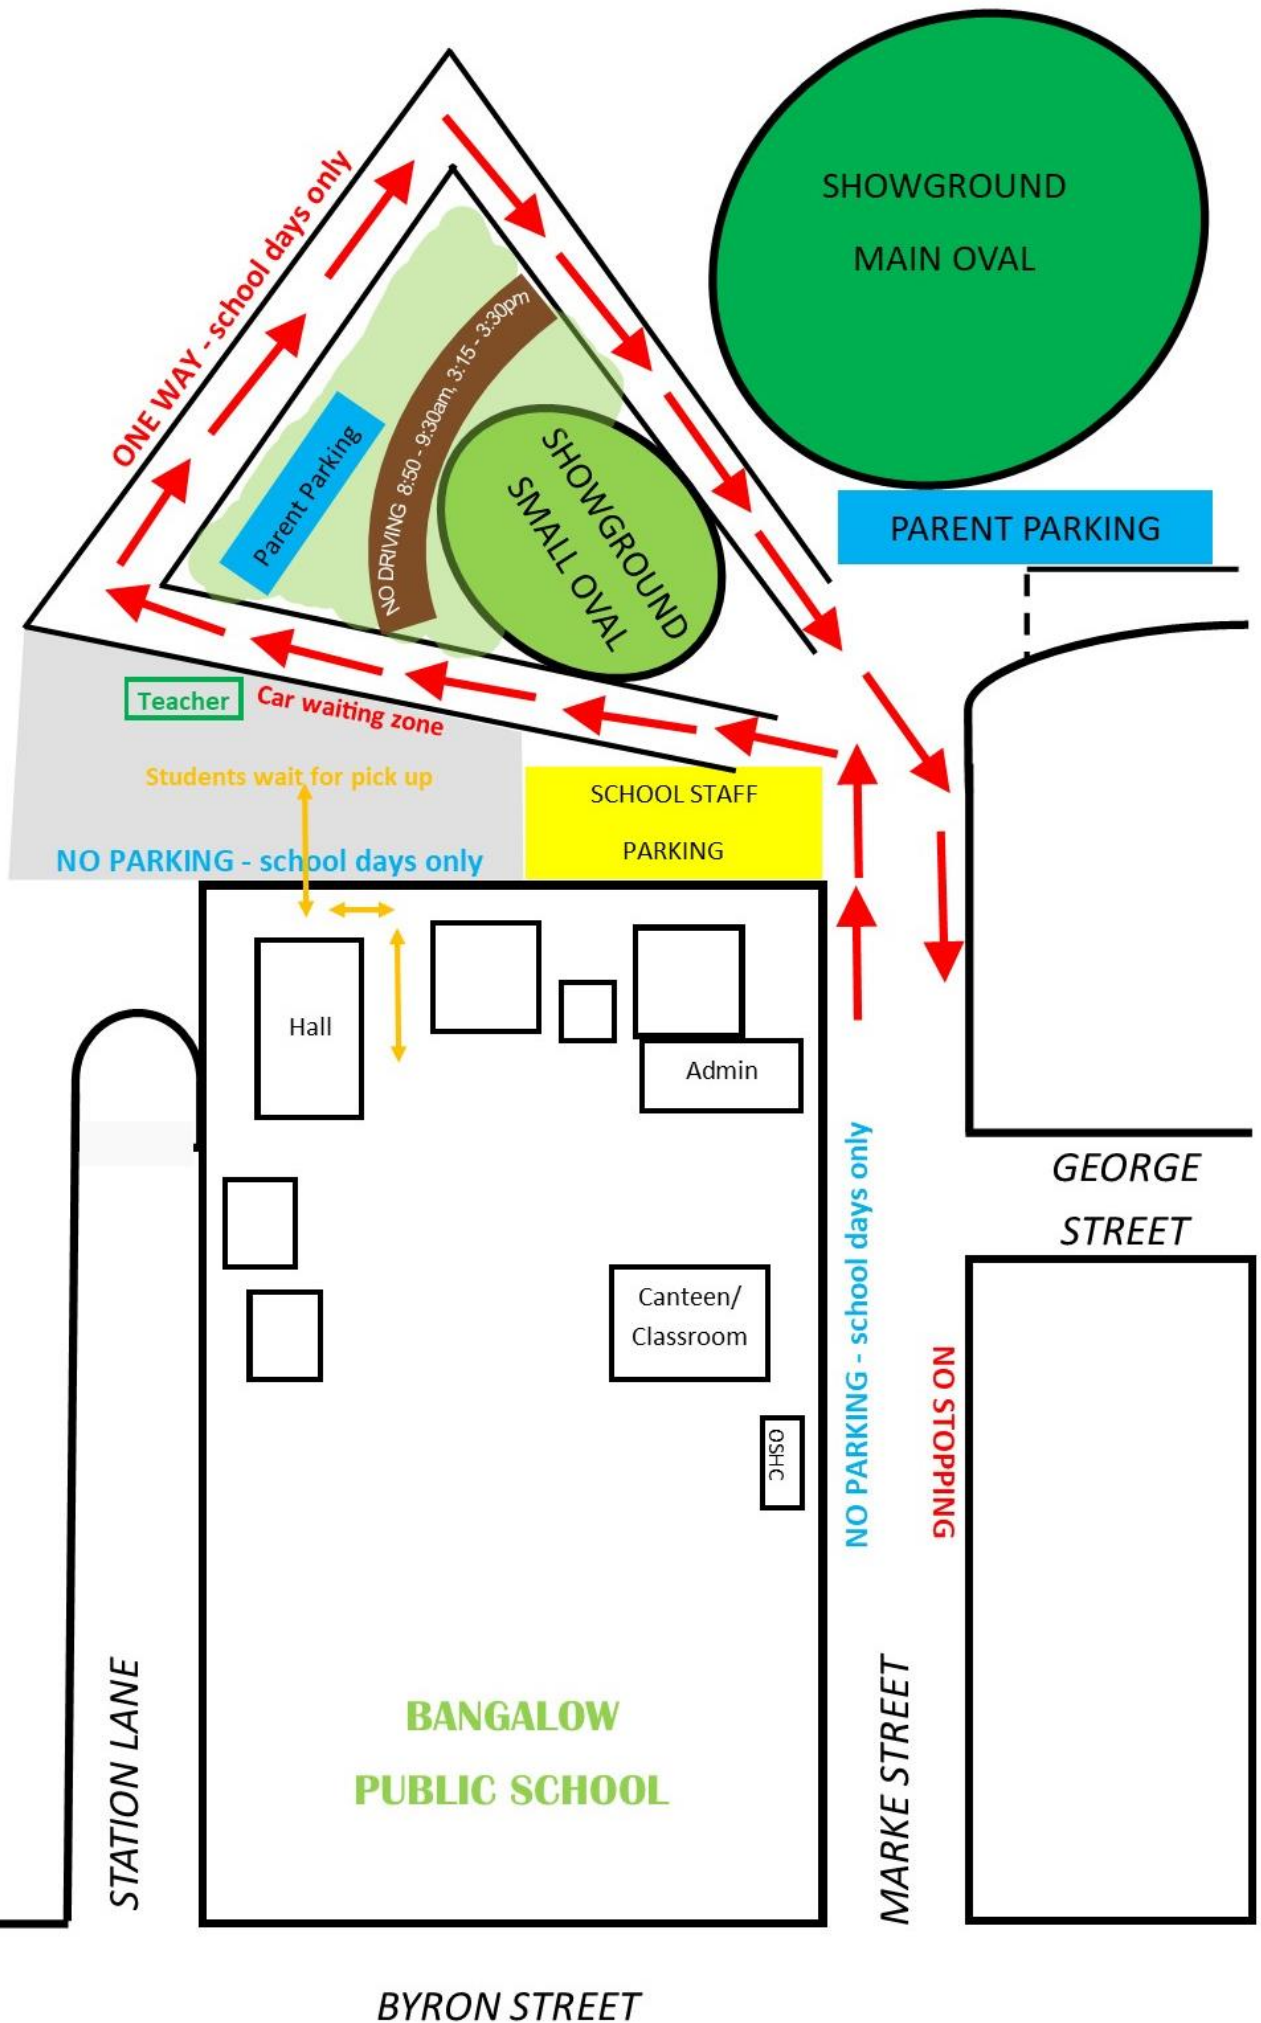 SHOWGROUND
MAIN OVAL
ONE WAY - school days only
NO DRIVING 8:50 - 9:30am, 3:15 - 3:30pm
Parent Parking
SHOWGROUND
SMALL OVAL
PARENT PARKING
Teacher
Car waiting zone
Students wait for pick up
SCHOOL STAFF
PARKING
NO PARKING - school days only
Hall
Admin
GEORGE
STREET
NO PARKING - school days only
Canteen/
Classroom
NO STOPPING
OSHC
STATION LANE
BANGALOW
PUBLIC SCHOOL
MARKE STREET
BYRON STREET